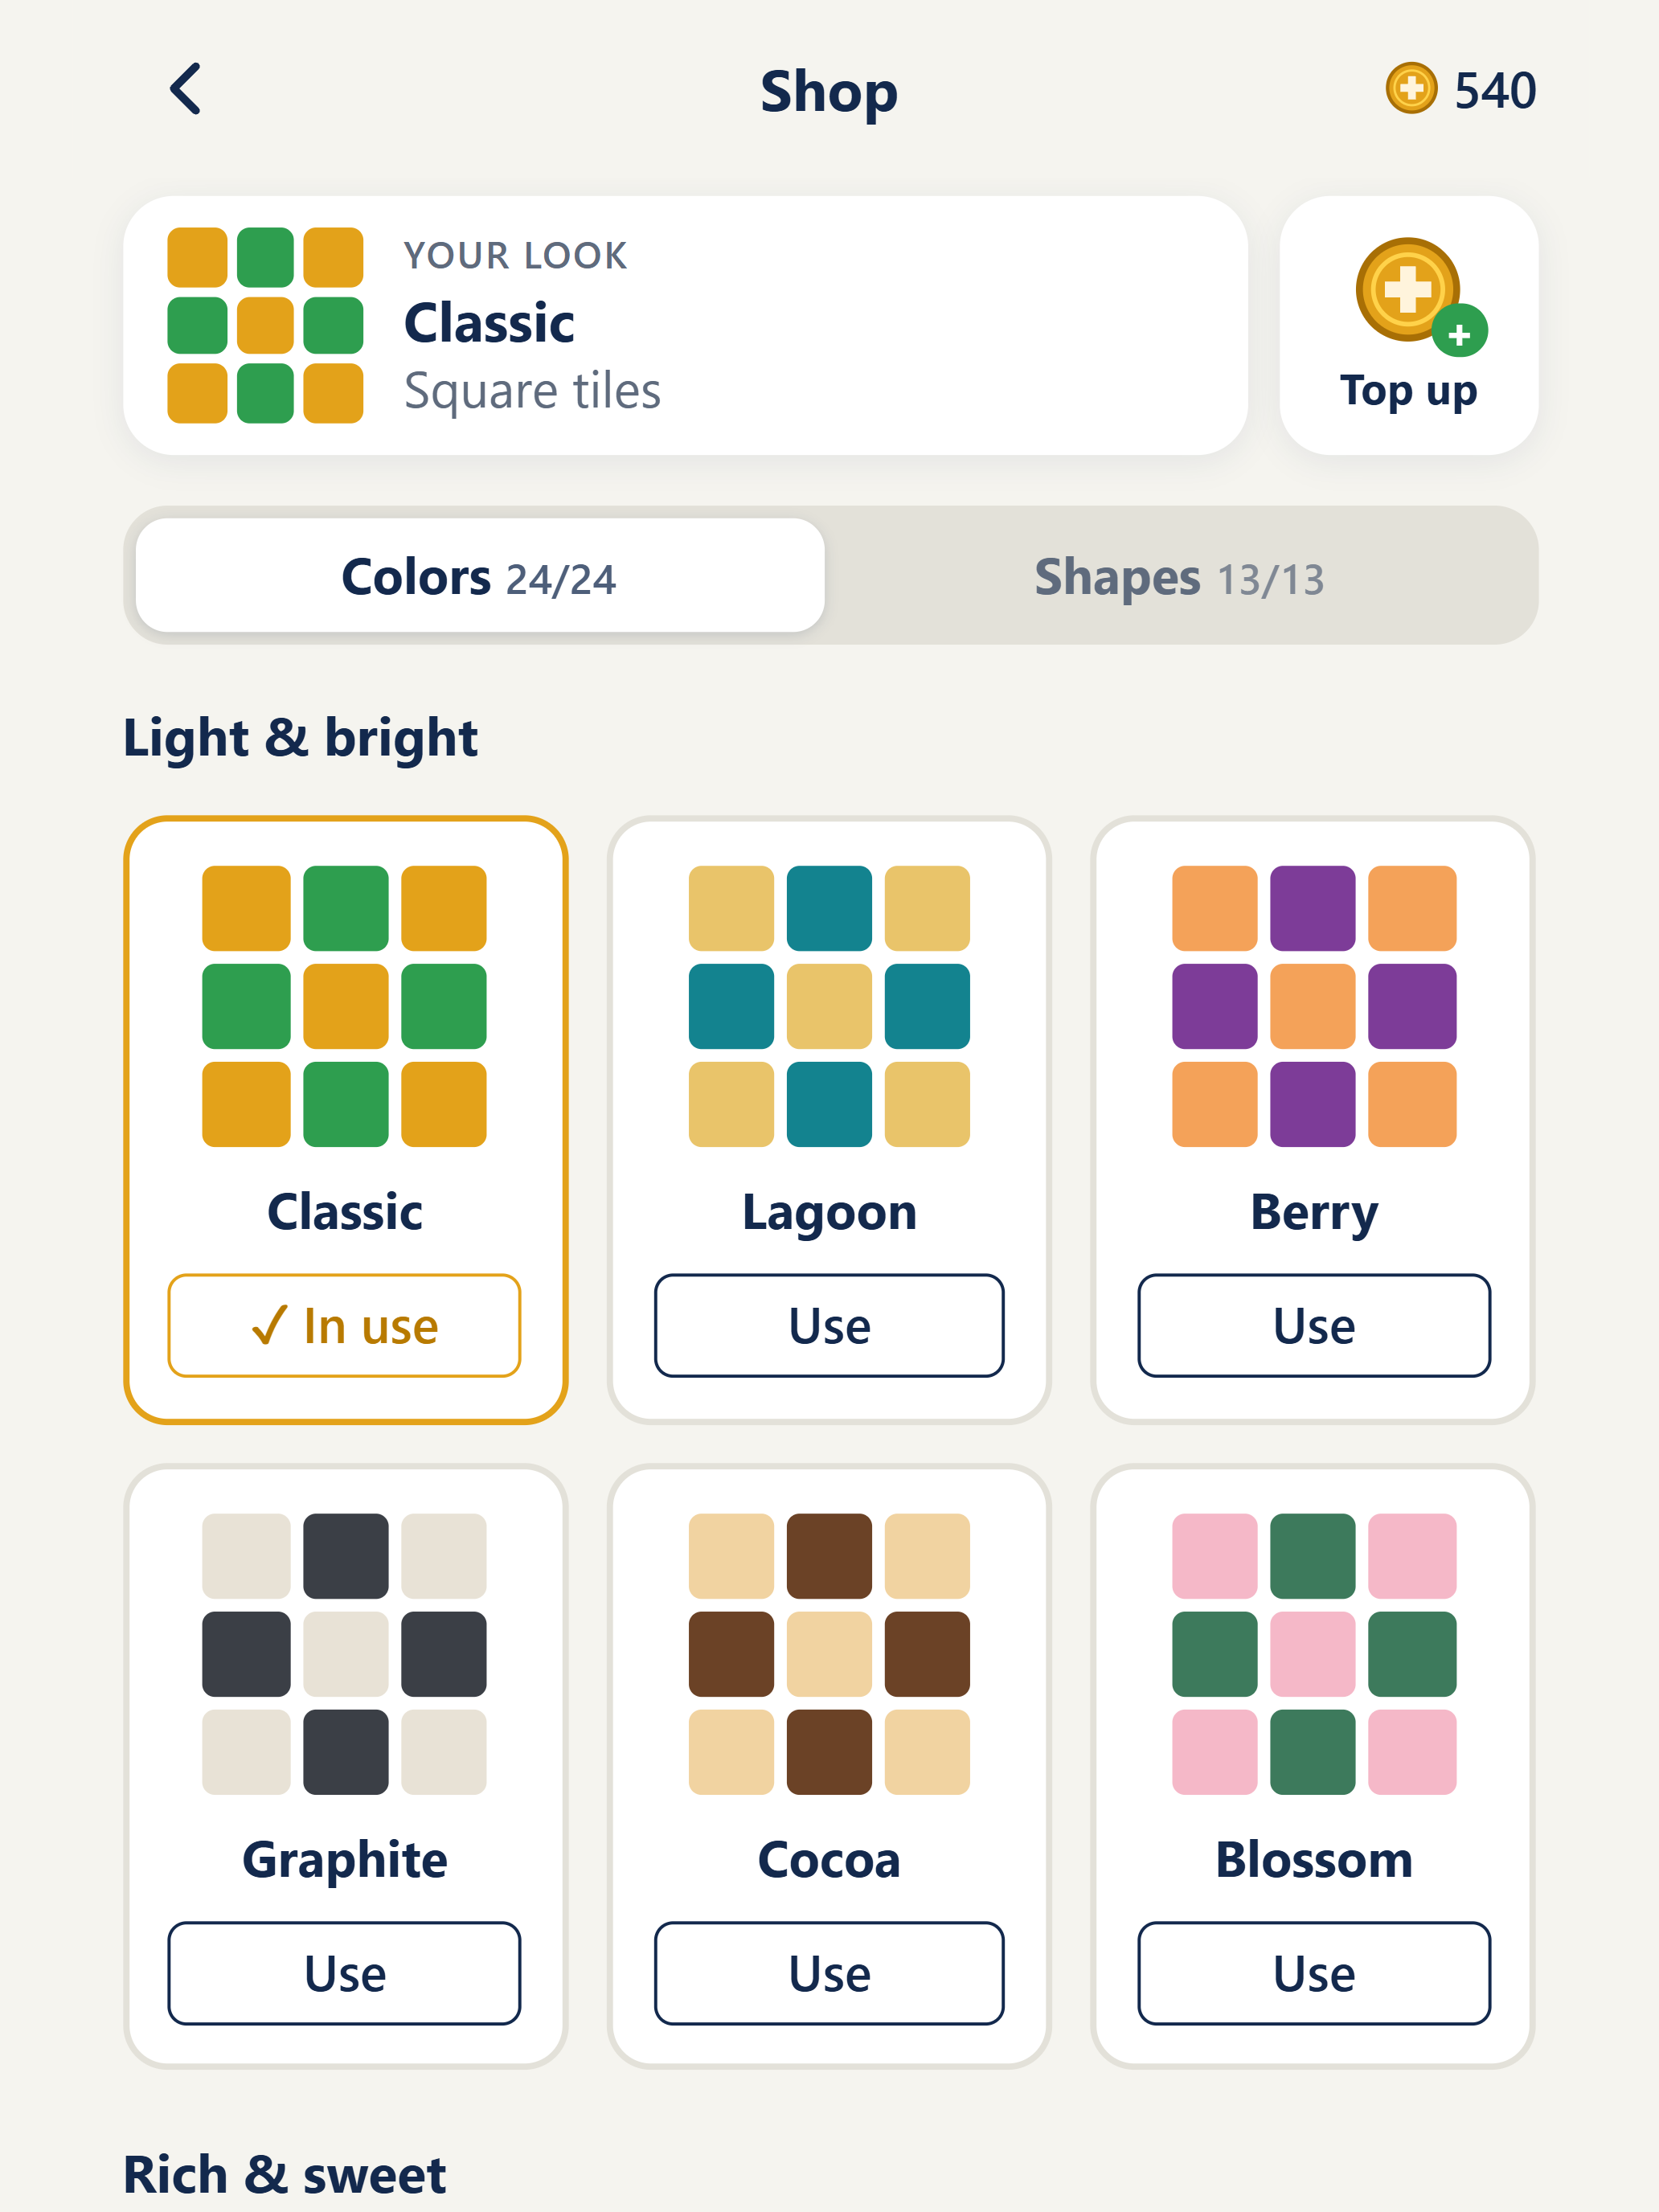 Shop
540
YOUR LOOK
Classic
Square tiles
Top up
Colors 24/24
Shapes 13/13
Light & bright
Classic
Lagoon
Berry
✓ In use
Use
Use
Graphite
Cocoa
Blossom
Use
Use
Use
Rich & sweet